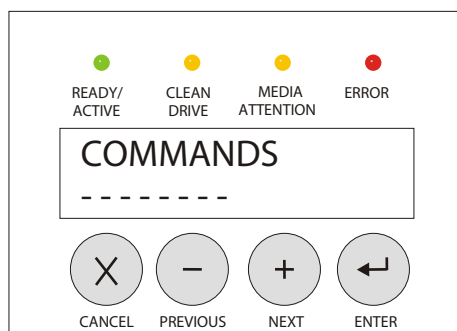 READY/ CLEAN MEDIA ERROR
ACTIVE DRIVE ATTENTION
COMMANDS
- - - - - - - -
X - +
CANCEL PREVIOUS NEXT ENTER